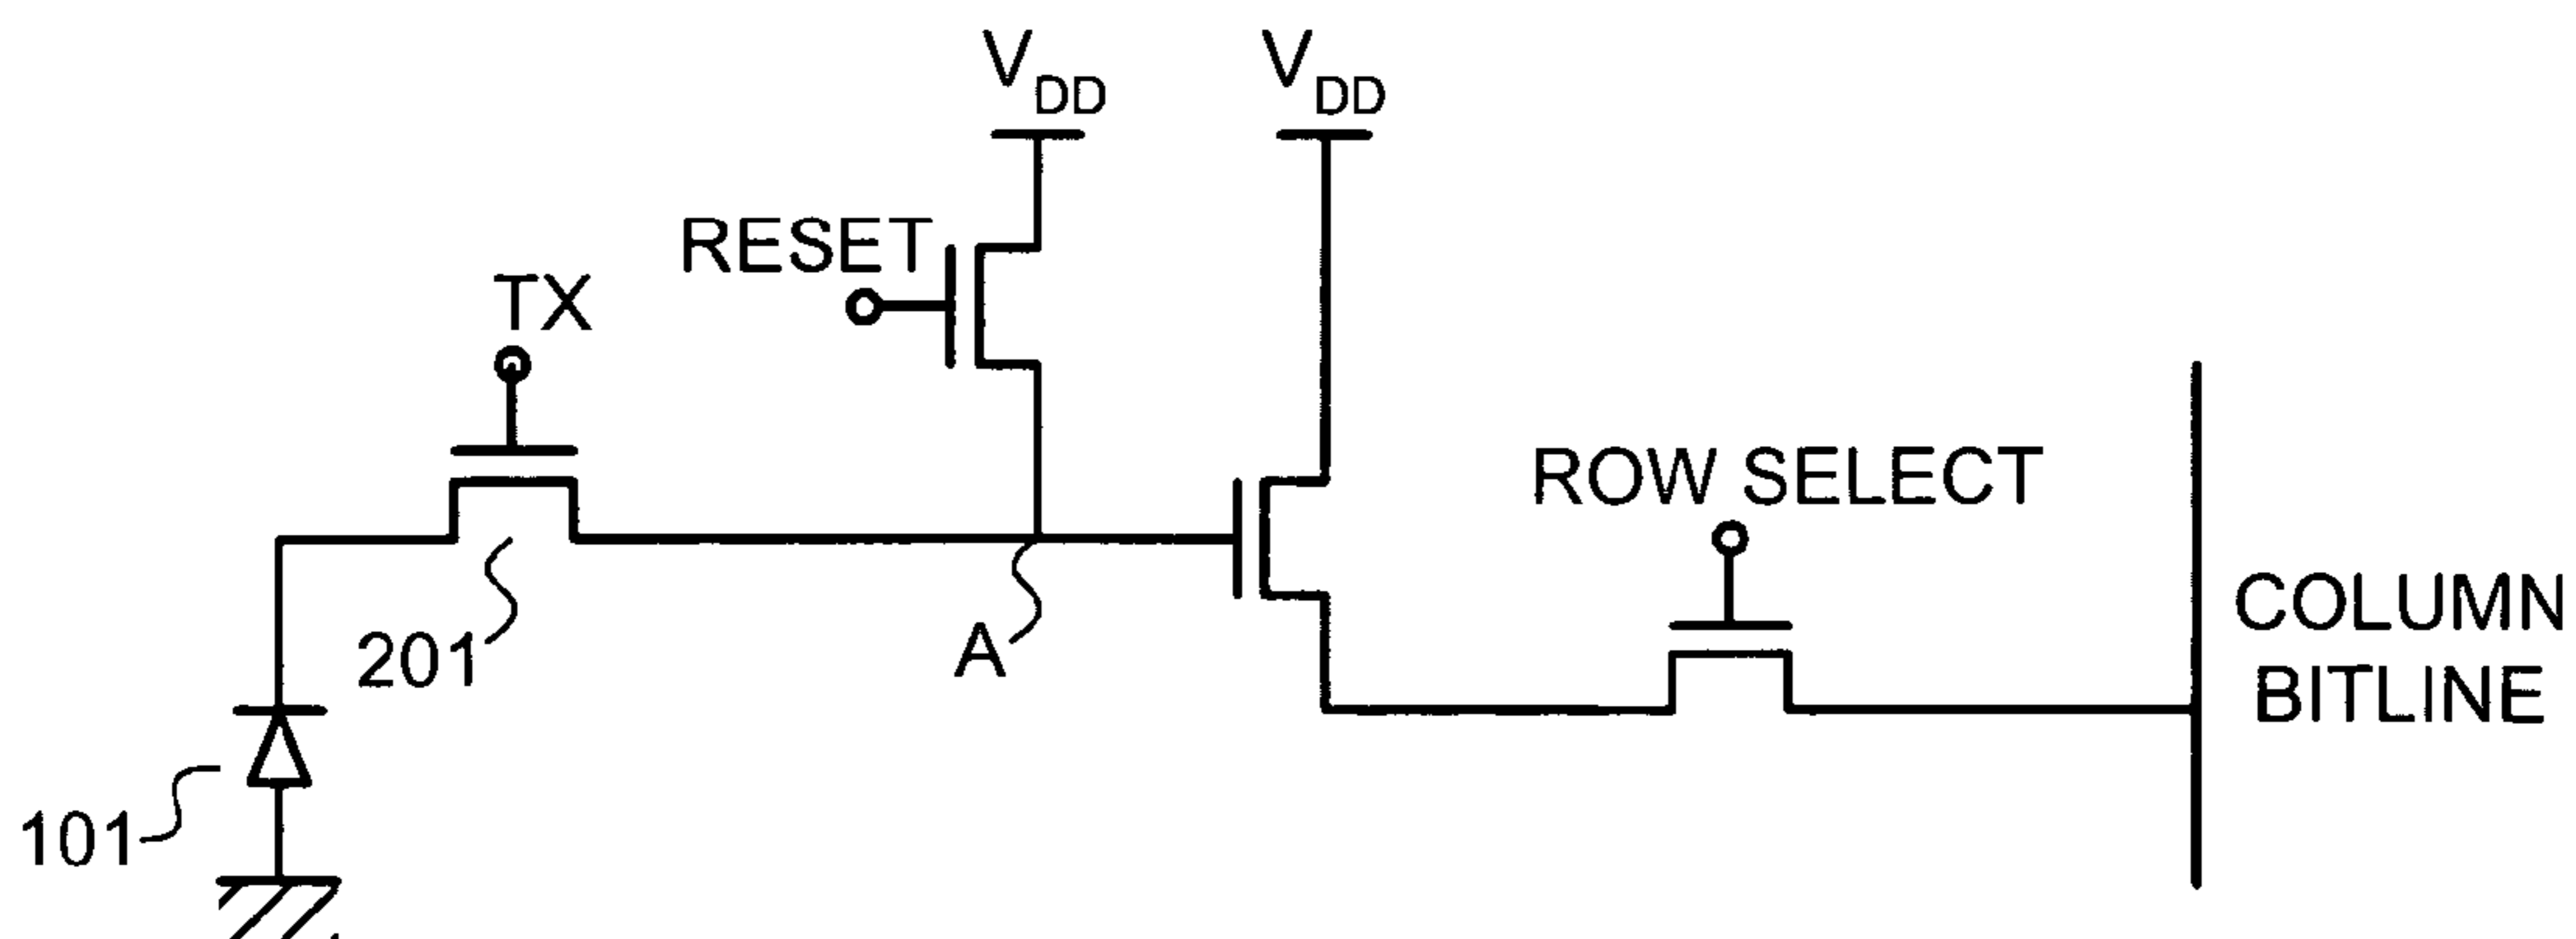 VDD
VDD
RESET
TX
ROW SELECT
COLUMN
BITLINE
201
A
101